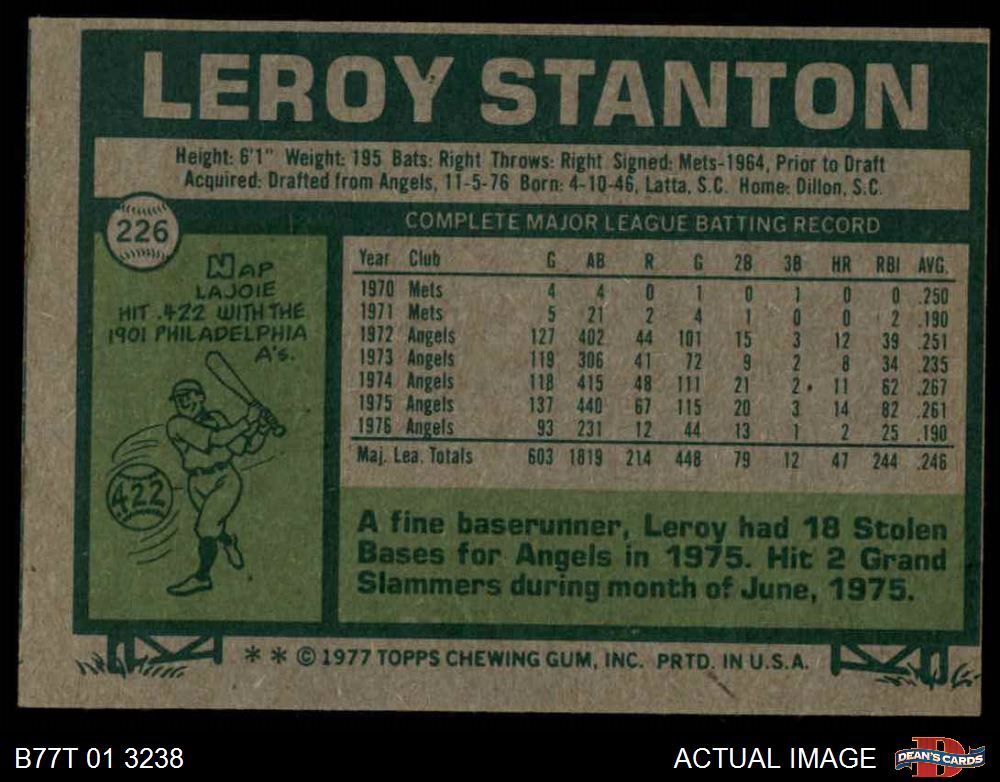 LEROY STANTON
Height: 6'1" Weight: 195 Bats: Right Throws: Right Signed: Mets-1964, Prior to Draft
Acquired: Drafted from Angels, 11-5-76 Born: 4-10-46, Latta, S.C. Home: Dillon, S.C.
226
NAP
LAJOIE
HIT .422 WITH THE
1901 PHILADELPHIA
A's.
.422
COMPLETE MAJOR LEAGUE BATTING RECORD
Year Club G AB R G 2B 3B HR RBI AVG.
1970 Mets 4 4 0 1 0 1 0 0 .250
1971 Mets 5 21 2 4 1 0 0 2 .190
1972 Angels 127 402 44 101 15 3 12 39 .251
1973 Angels 119 306 41 72 9 2 8 34 .235
1974 Angels 118 415 48 111 21 2 11 62 .267
1975 Angels 137 440 67 115 20 3 14 82 .261
1976 Angels 93 231 12 44 13 1 2 25 .190
Maj. Lea. Totals 603 1819 214 448 79 12 47 244 .246
A fine baserunner, Leroy had 18 Stolen
Bases for Angels in 1975. Hit 2 Grand
Slammers during month of June, 1975.
* * © 1977 TOPPS CHEWING GUM, INC. PRTD. IN U.S.A.
B77T 01 3238
ACTUAL IMAGE
D
DEAN'S CARDS